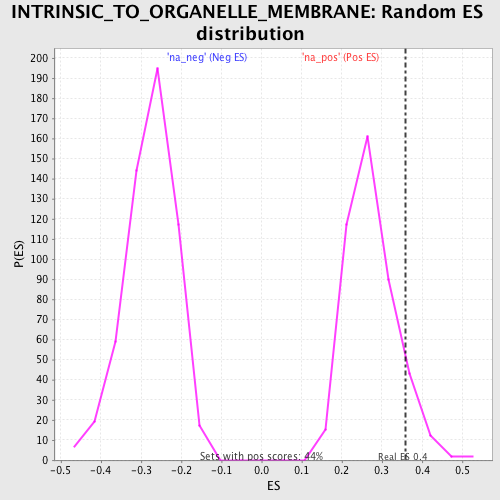 INTRINSIC_TO_ORGANELLE_MEMBRANE: Random ES
distribution
'na_neg' (Neg ES) 'na_pos' (Pos ES)
200
190
180
170
160
150
140
130
120
110
100
90
80
70
60
50
40
30
20
10
0
P(ES)
Sets with pos scores: 44%
Real ES 0.4
-0.5 -0.4 -0.3 -0.2 -0.1 0.0 0.1 0.2 0.3 0.4 0.5
ES